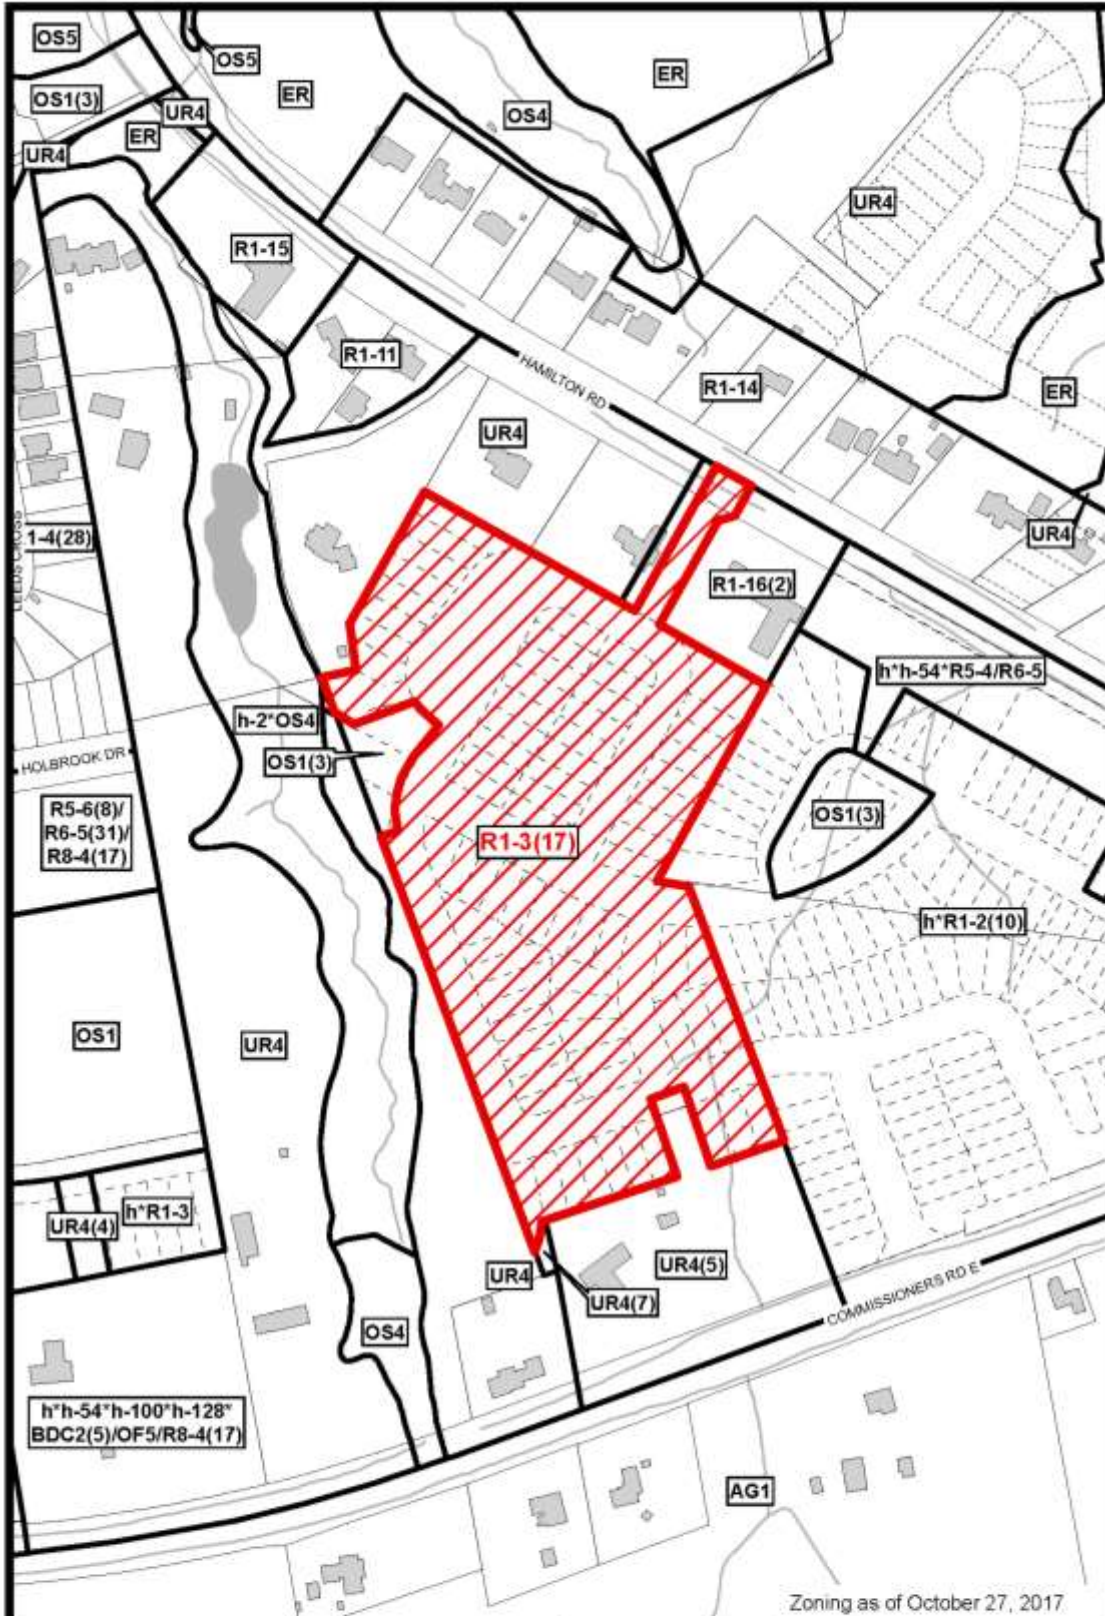 OS5
OS5
ER
ER
OS1(3)
UR4
OS4
ER
UR4
UR4
R1-15
R1-11
HAMILTON RD
R1-14
ER
UR4
1-4(28)
LEEDS CROSS
UR4
R1-16(2)
h*h-54*R5-4/R6-5
h-2*OS4
OS1(3)
HOLBROOK DR
R5-6(8)/
R6-5(31)/
R8-4(17)
R1-3(17)
OS1(3)
h*R1-2(10)
OS1
UR4
UR4(4)
h*R1-3
UR4
UR4(5)
UR4(7)
COMMISSIONERS RD E
OS4
h*h-54*h-100*h-128*
BDC2(5)/OF5/R8-4(17)
AG1
Zoning as of October 27, 2017